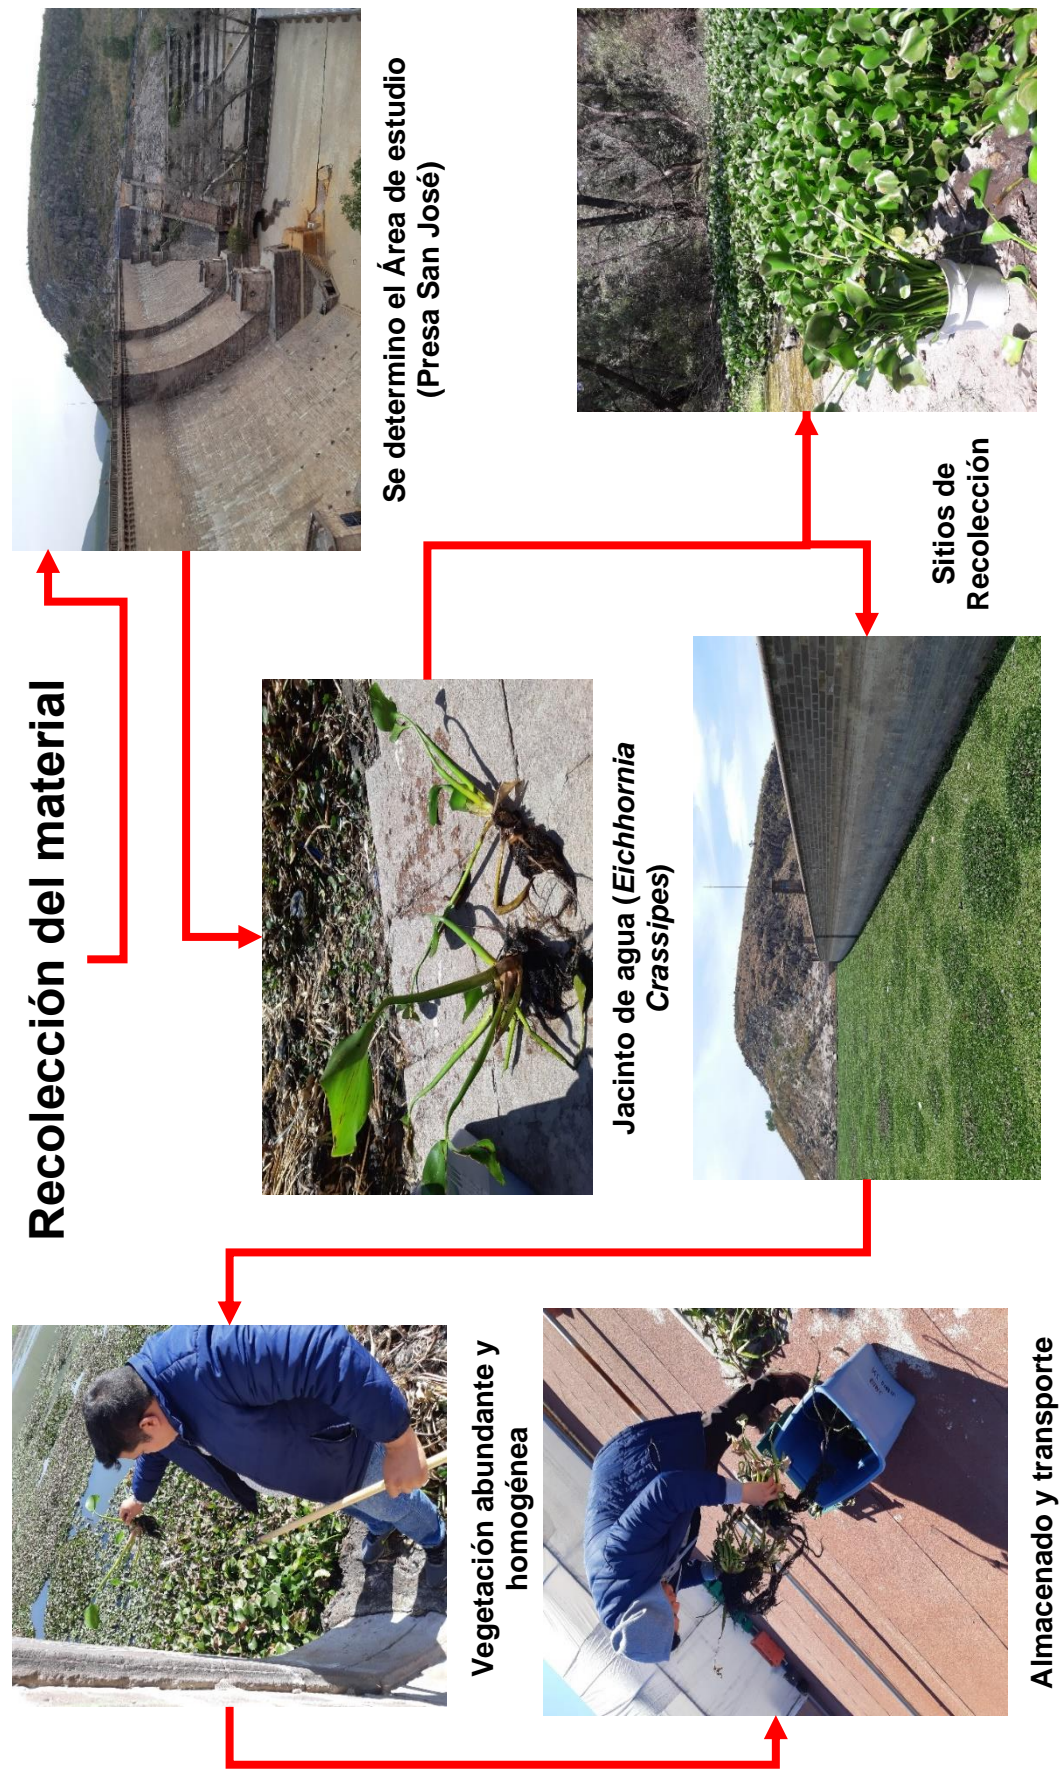 Recolección del material
Se determino el Área de estudio
(Presa San José)
Jacinto de agua (Eichhornia
Crassipes)
Sitios de
Recolección
Vegetación abundante y
homogénea
Almacenado y transporte